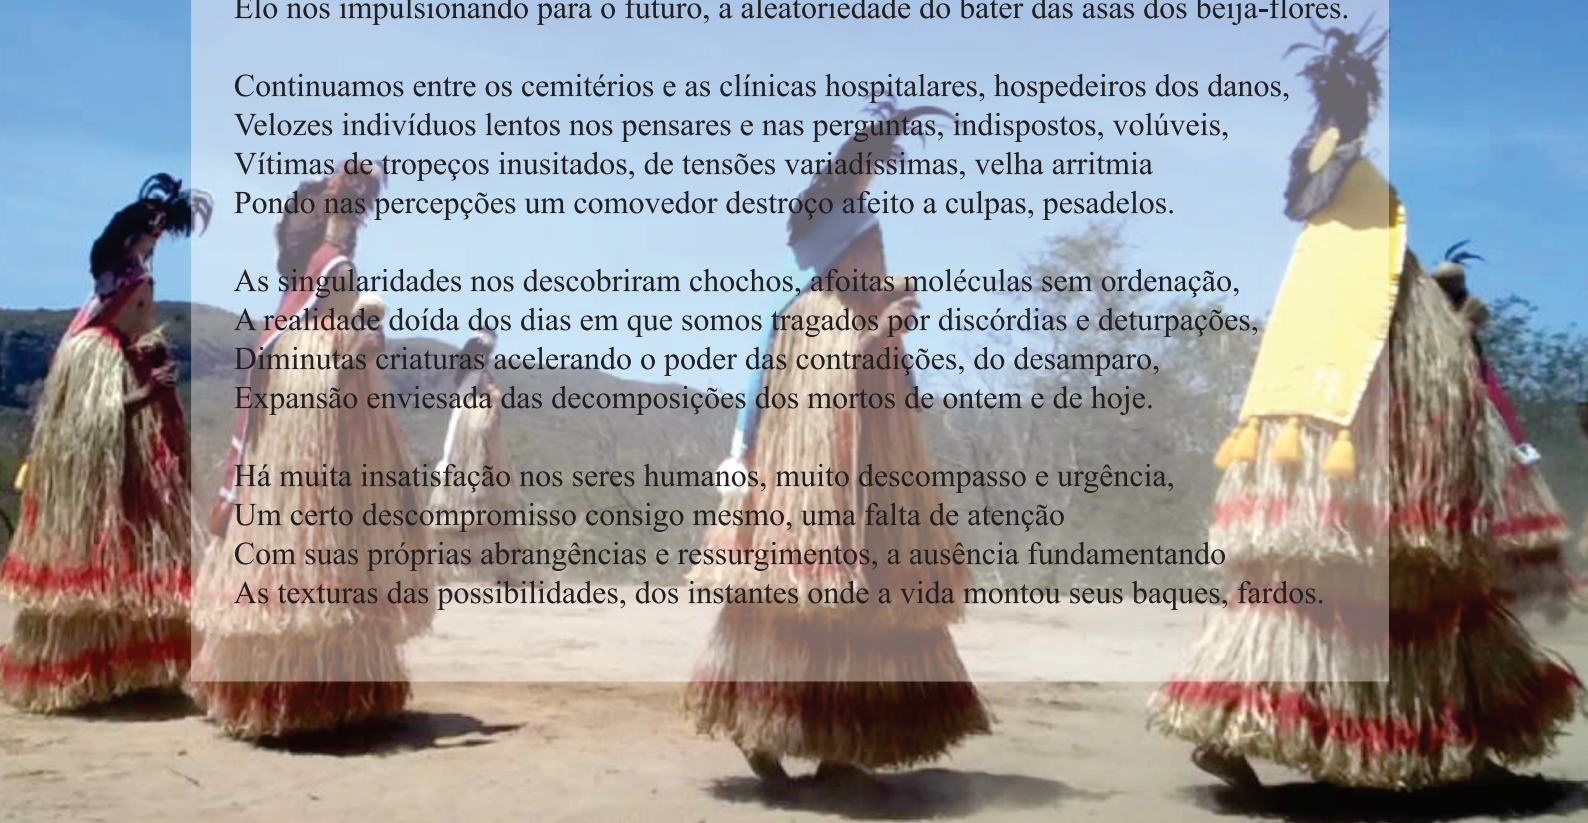 Elo nos impulsionando para o futuro, a aleatoriedade do bater das asas dos beija-flores.
Continuamos entre os cemitérios e as clínicas hospitalares, hospedeiros dos danos,
Velozes indivíduos lentos nos pensares e nas perguntas, indispostos, volúveis,
Vítimas de tropeços inusitados, de tensões variadíssimas, velha arritmia
Pondo nas percepções um comovedor destroço afeito a culpas, pesadelos.
As singularidades nos descobriram chochos, afoitas moléculas sem ordenação,
A realidade doída dos dias em que somos tragados por discórdias e deturpações,
Diminutas criaturas acelerando o poder das contradições, do desamparo,
Expansão enviesada das decomposições dos mortos de ontem e de hoje.
Há muita insatisfação nos seres humanos, muito descompasso e urgência,
Um certo descompromisso consigo mesmo, uma falta de atenção
Com suas próprias abrangências e ressurgimentos, a ausência fundamentando
As texturas das possibilidades, dos instantes onde a vida montou seus baques, fardos.